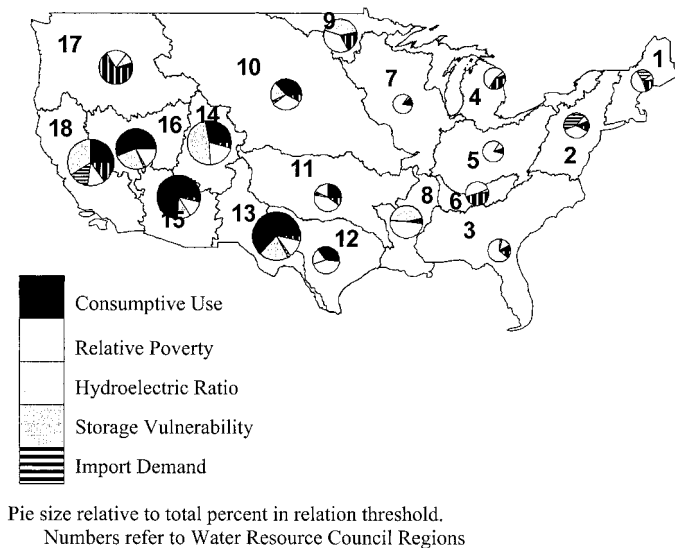 9
1
17
10
7
4
18
16
14
5
2
11
6
8
15
13
12
3
Consumptive Use
Relative Poverty
Hydroelectric Ratio
Storage Vulnerability
Import Demand
Pie size relative to total percent in relation threshold.
Numbers refer to Water Resource Council Regions